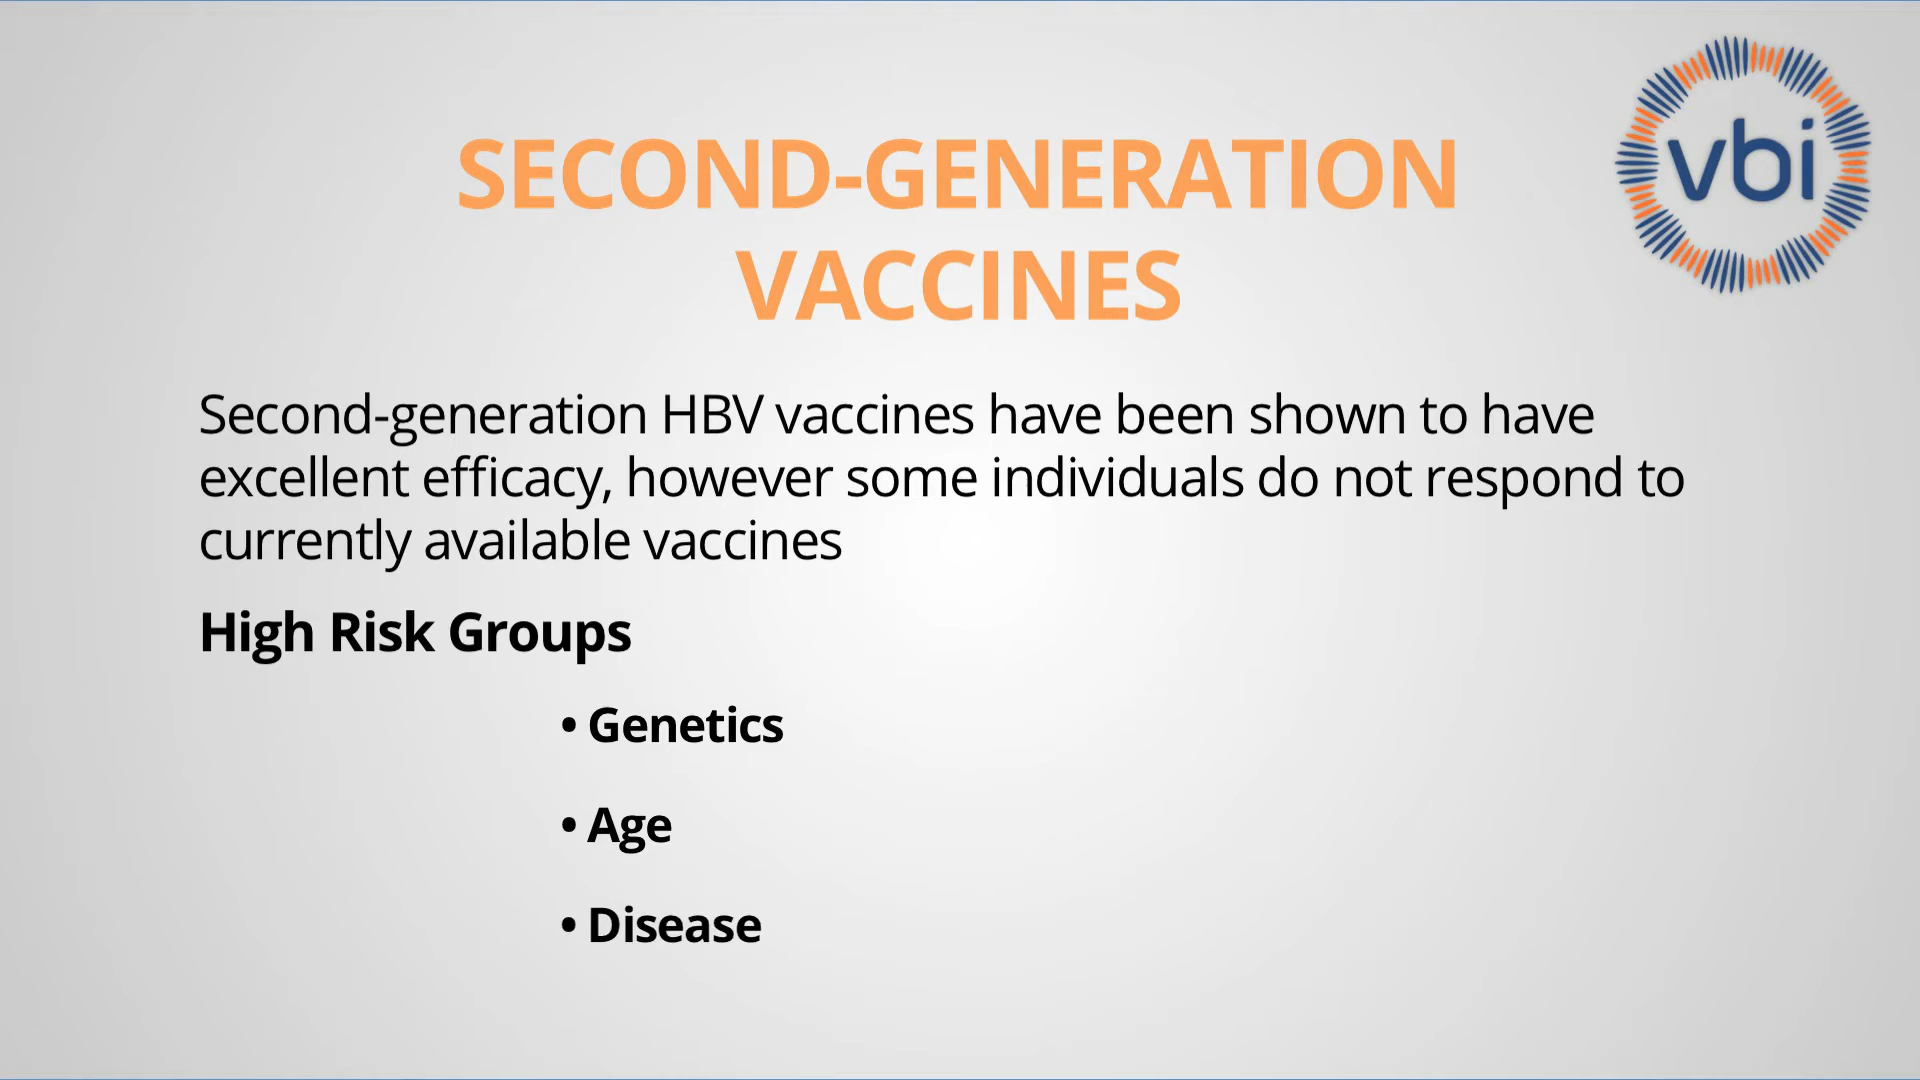 vbi
SECOND-GENERATION
VACCINES
Second-generation HBV vaccines have been shown to have
excellent efficacy, however some individuals do not respond to
currently available vaccines
High Risk Groups
• Genetics
• Age
• Disease